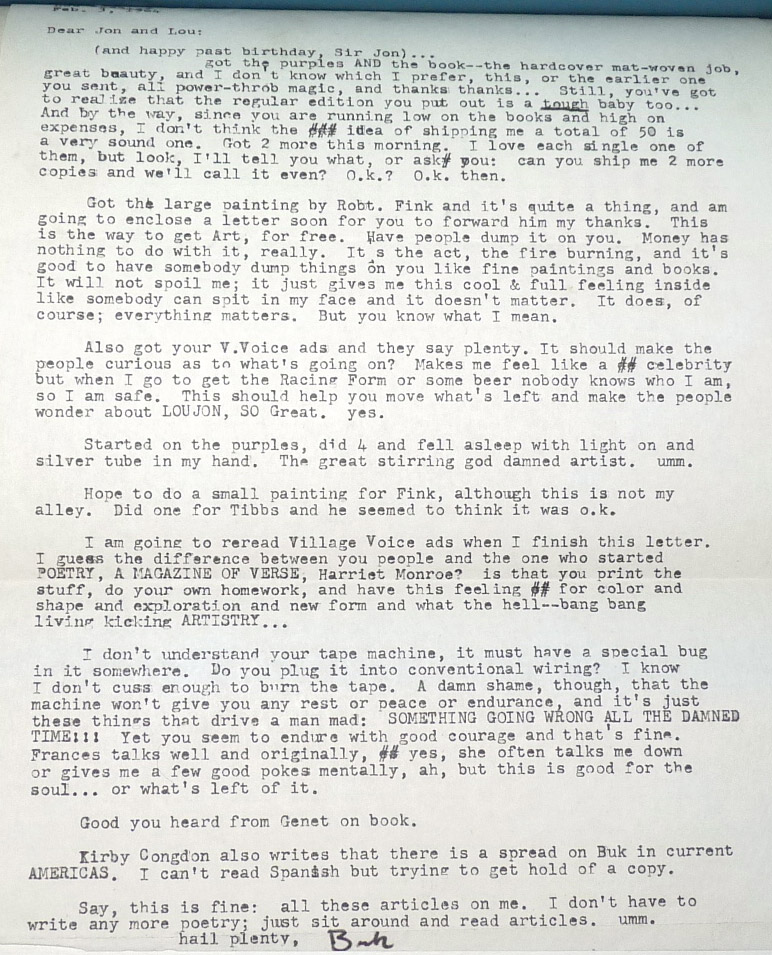 Feb. 3, 1964
Dear Jon and Lou:
(and happy past birthday, Sir Jon)...
got the purples AND the book--the hardcover mat-woven job,
great beauty, and I don't know which I prefer, this, or the earlier one
you sent, all power-throb magic, and thanks thanks... Still, you've got
to realize that the regular edition you put out is a tough baby too...
And by the way, since you are running low on the books and high on
expenses, I don't think the ### idea of shipping me a total of 50 is
a very sound one. Got 2 more this morning. I love each single one of
them, but look, I'll tell you what, or ask# you: can you ship me 2 more
copies and we'll call it even? O.k.? O.k. then.
Got the large painting by Robt. Fink and it's quite a thing, and am
going to enclose a letter soon for you to forward him my thanks. This
is the way to get Art, for free. Have people dump it on you. Money has
nothing to do with it, really. It s the act, the fire burning, and it's
good to have somebody dump things on you like fine paintings and books.
It will not spoil me; it just gives me this cool & full feeling inside
like somebody can spit in my face and it doesn't matter. It does, of
course; everything matters. But you know what I mean.
Also got your V.Voice ads and they say plenty. It should make the
people curious as to what's going on? Makes me feel like a ## celebrity
but when I go to get the Racing Form or some beer nobody knows who I am,
so I am safe. This should help you move what's left and make the people
wonder about LOUJON, SO Great. yes.
Started on the purples, did 4 and fell asleep with light on and
silver tube in my hand. The great stirring god damned artist. umm.
Hope to do a small painting for Fink, although this is not my
alley. Did one for Tibbs and he seemed to think it was o.k.
I am going to reread Village Voice ads when I finish this letter.
I guess the difference between you people and the one who started
POETRY, A MAGAZINE OF VERSE, Harriet Monroe? is that you print the
stuff, do your own homework, and have this feeling ## for color and
shape and exploration and new form and what the hell--bang bang
living kicking ARTISTRY...
I don't understand your tape machine, it must have a special bug
in it somewhere. Do you plug it into conventional wiring? I know
I don't cuss enough to burn the tape. A damn shame, though, that the
machine won't give you any rest or peace or endurance, and it's just
these things that drive a man mad: SOMETHING GOING WRONG ALL THE DAMNED
TIME!!! Yet you seem to endure with good courage and that's fine.
Frances talks well and originally, ## yes, she often talks me down
or gives me a few good pokes mentally, ah, but this is good for the
soul... or what's left of it.
Good you heard from Genet on book.
Kirby Congdon also writes that there is a spread on Buk in current
AMERICAS. I can't read Spanish but trying to get hold of a copy.
Say, this is fine: all these articles on me. I don't have to
write any more poetry; just sit around and read articles. umm.
hail plenty, Buk